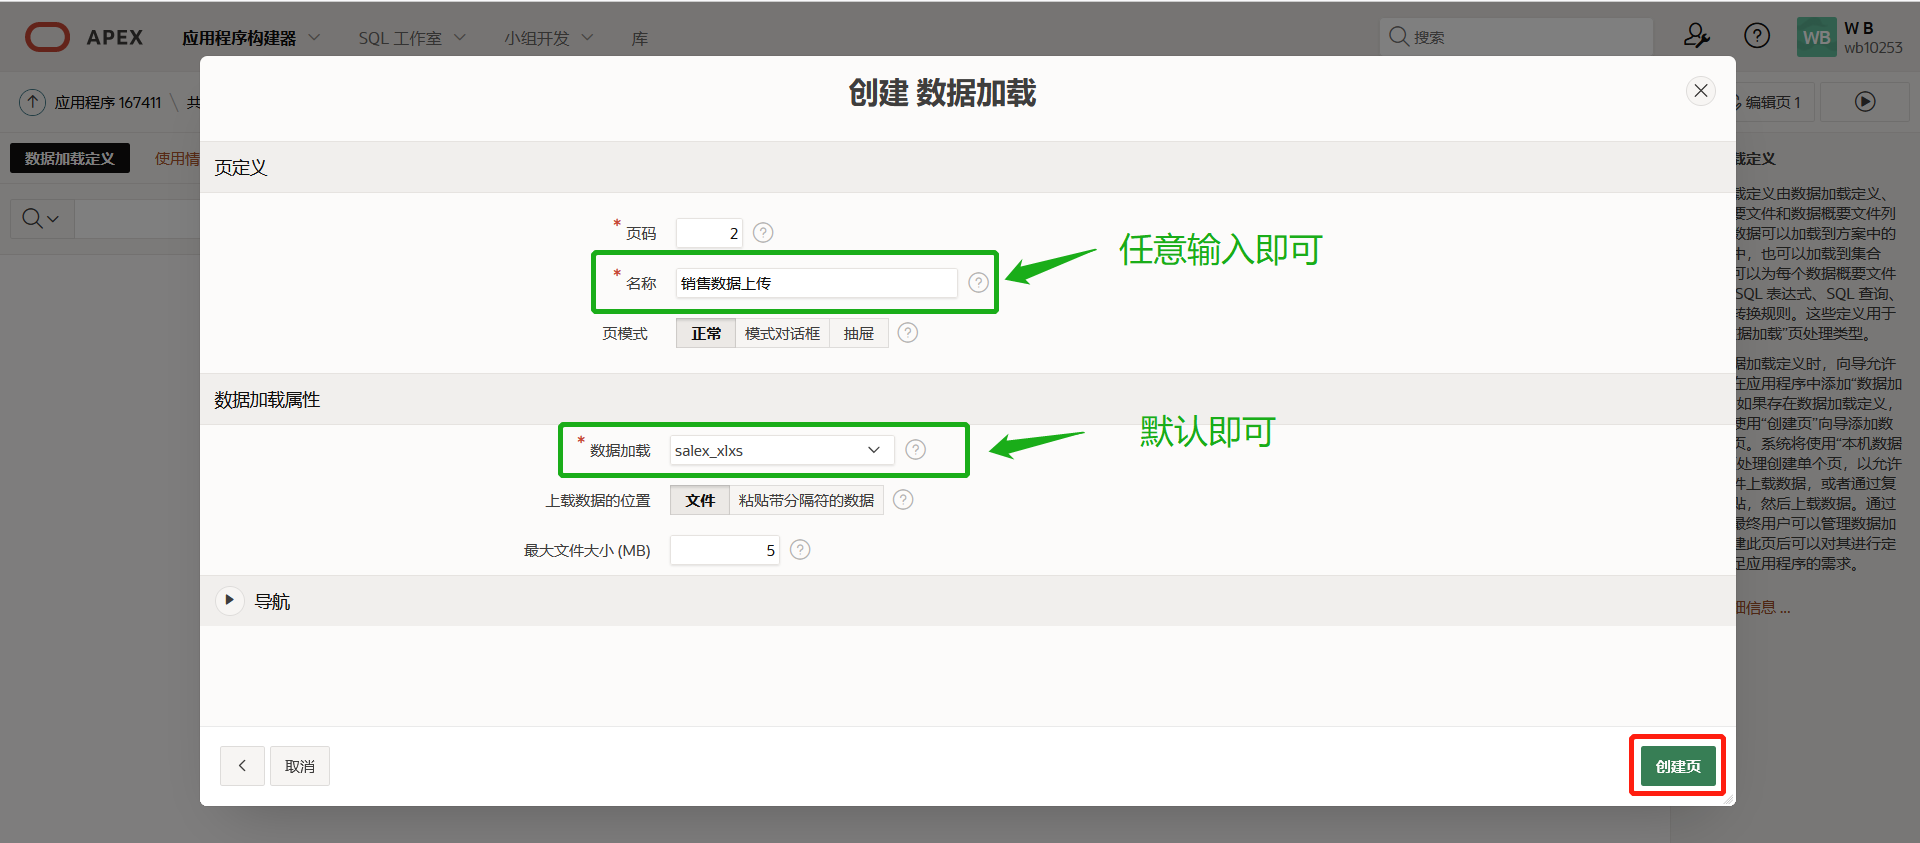 APEX
应用程序构建器
SQL 工作室
小组开发
库
搜索
WB
W B
wb10253
应用程序 167411 \ 共
编辑页 1
数据加载定义
使用情
创建 数据加载
页定义
* 页码
2
* 名称
销售数据上传
任意输入即可
页模式
正常
模式对话框
抽屉
数据加载属性
* 数据加载
salex_xlxs
默认即可
上载数据的位置
文件
粘贴带分隔符的数据
最大文件大小 (MB)
5
导航
取消
创建页
载定义
载定义由数据加载定义、
要文件和数据概要文件列
数据可以加载到方案中的
中，也可以加载到集合
可以为每个数据概要文件
SQL 表达式、SQL 查询、
转换规则。这些定义用于
据加载”页处理类型。
据加载定义时，向导允许
在应用程序中添加“数据加
如果存在数据加载定义，
使用“创建页”向导添加数
页。系统将使用“本机数据
处理创建单个页，以允许
件上载数据，或者通过复
贴，然后上载数据。通过
最终用户可以管理数据加
建此页后可以对其进行定
足应用程序的需求。
细信息 ...